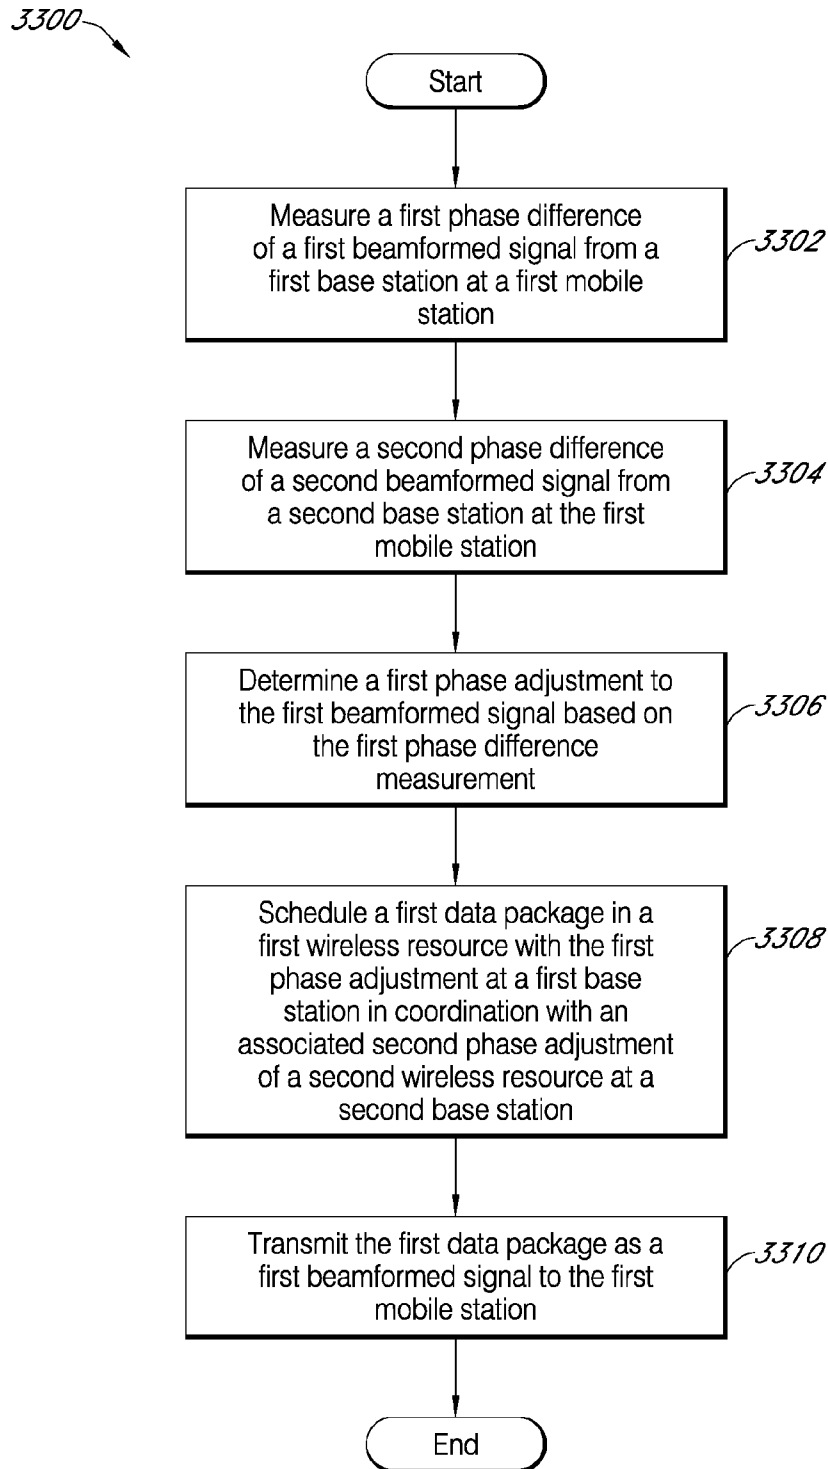 3300
Start
Measure a first phase difference
of a first beamformed signal from a
first base station at a first mobile
station
3302
Measure a second phase difference
of a second beamformed signal from
a second base station at the first
mobile station
3304
Determine a first phase adjustment to
the first beamformed signal based on
the first phase difference
measurement
3306
Schedule a first data package in a
first wireless resource with the first
phase adjustment at a first base
station in coordination with an
associated second phase adjustment
of a second wireless resource at a
second base station
3308
Transmit the first data package as a
first beamformed signal to the first
mobile station
3310
End